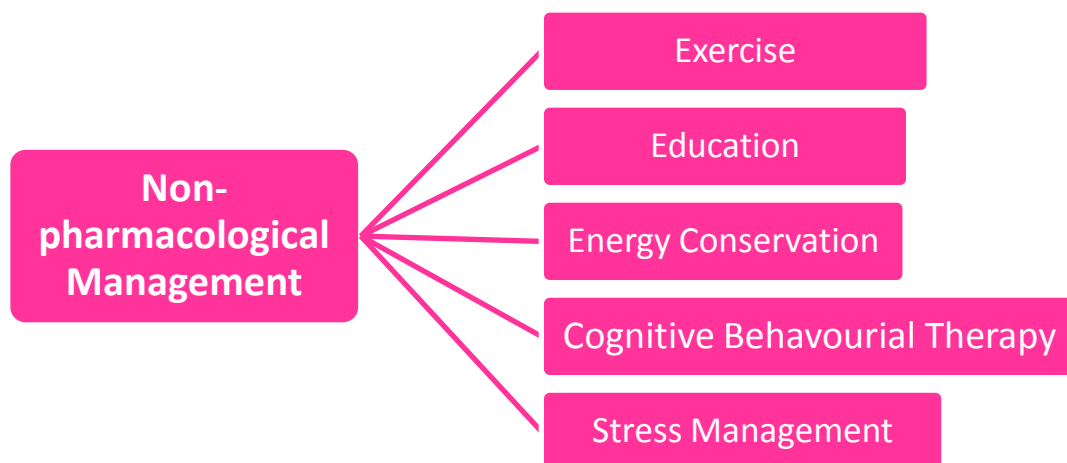 Non-
pharmacological
Management
Exercise
Education
Energy Conservation
Cognitive Behavourial Therapy
Stress Management